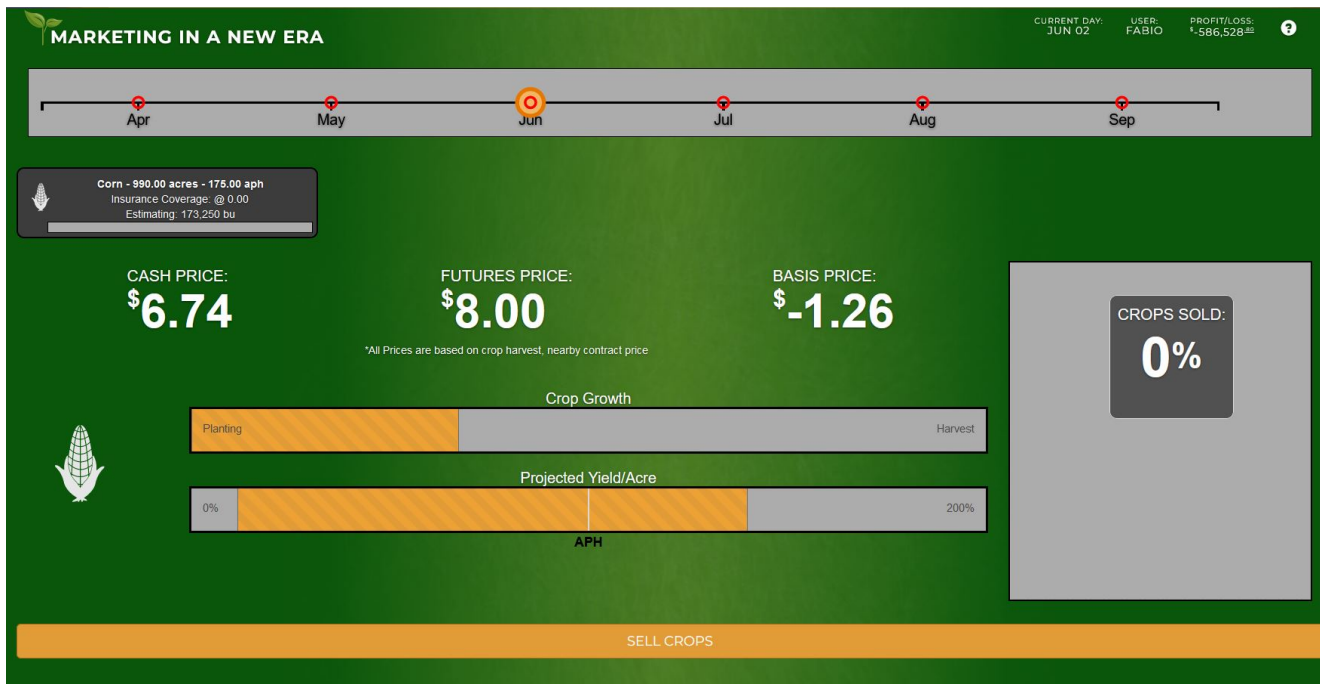 MARKETING IN A NEW ERA
CURRENT DAY:
JUN 02
USER:
FABIO
PROFIT/LOSS:
$-586,528.80
?
Apr
May
Jun
Jul
Aug
Sep
Corn - 990.00 acres - 175.00 aph
Insurance Coverage: @ 0.00
Estimating: 173,250 bu
CASH PRICE:
$6.74
FUTURES PRICE:
$8.00
BASIS PRICE:
$-1.26
*All Prices are based on crop harvest, nearby contract price
CROPS SOLD:
0%
Crop Growth
Planting
Harvest
Projected Yield/Acre
0%
200%
APH
SELL CROPS